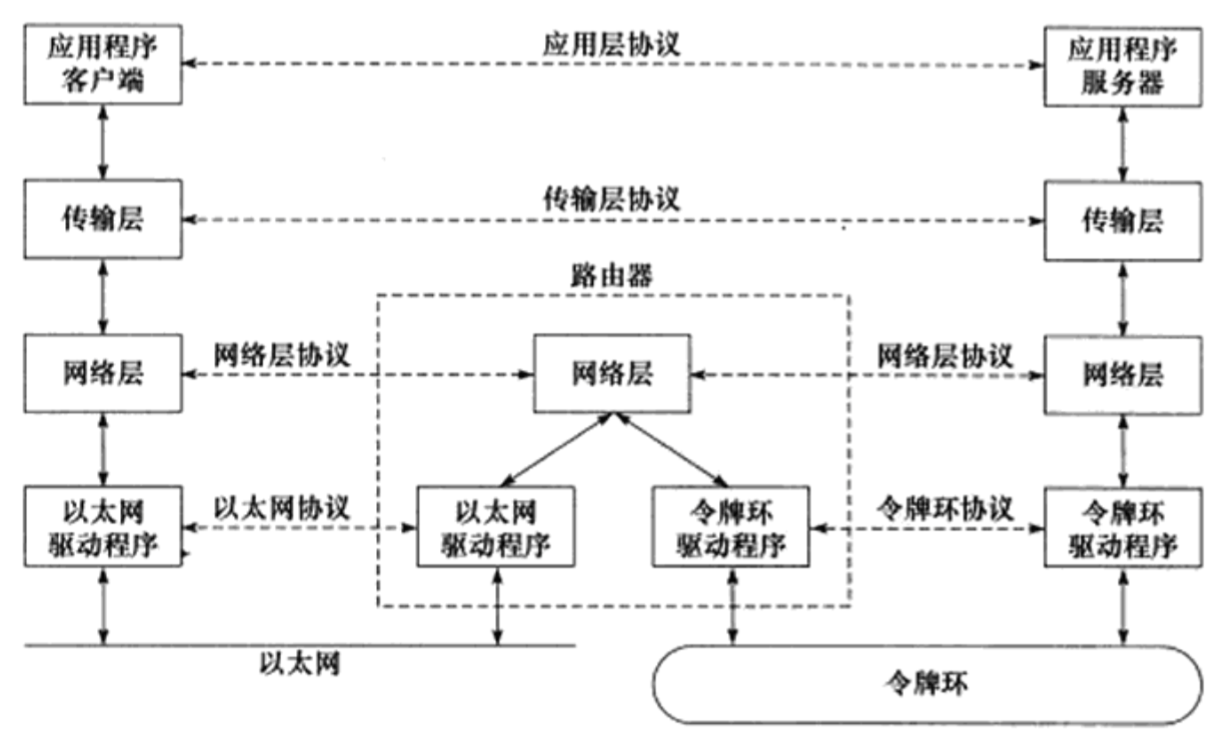 应用程序
客户端
应用层协议
应用程序
服务器
传输层
传输层协议
传输层
路由器
网络层
网络层协议
网络层
网络层协议
网络层
以太网
驱动程序
以太网协议
以太网
驱动程序
令牌环
驱动程序
令牌环协议
令牌环
驱动程序
以太网
令牌环